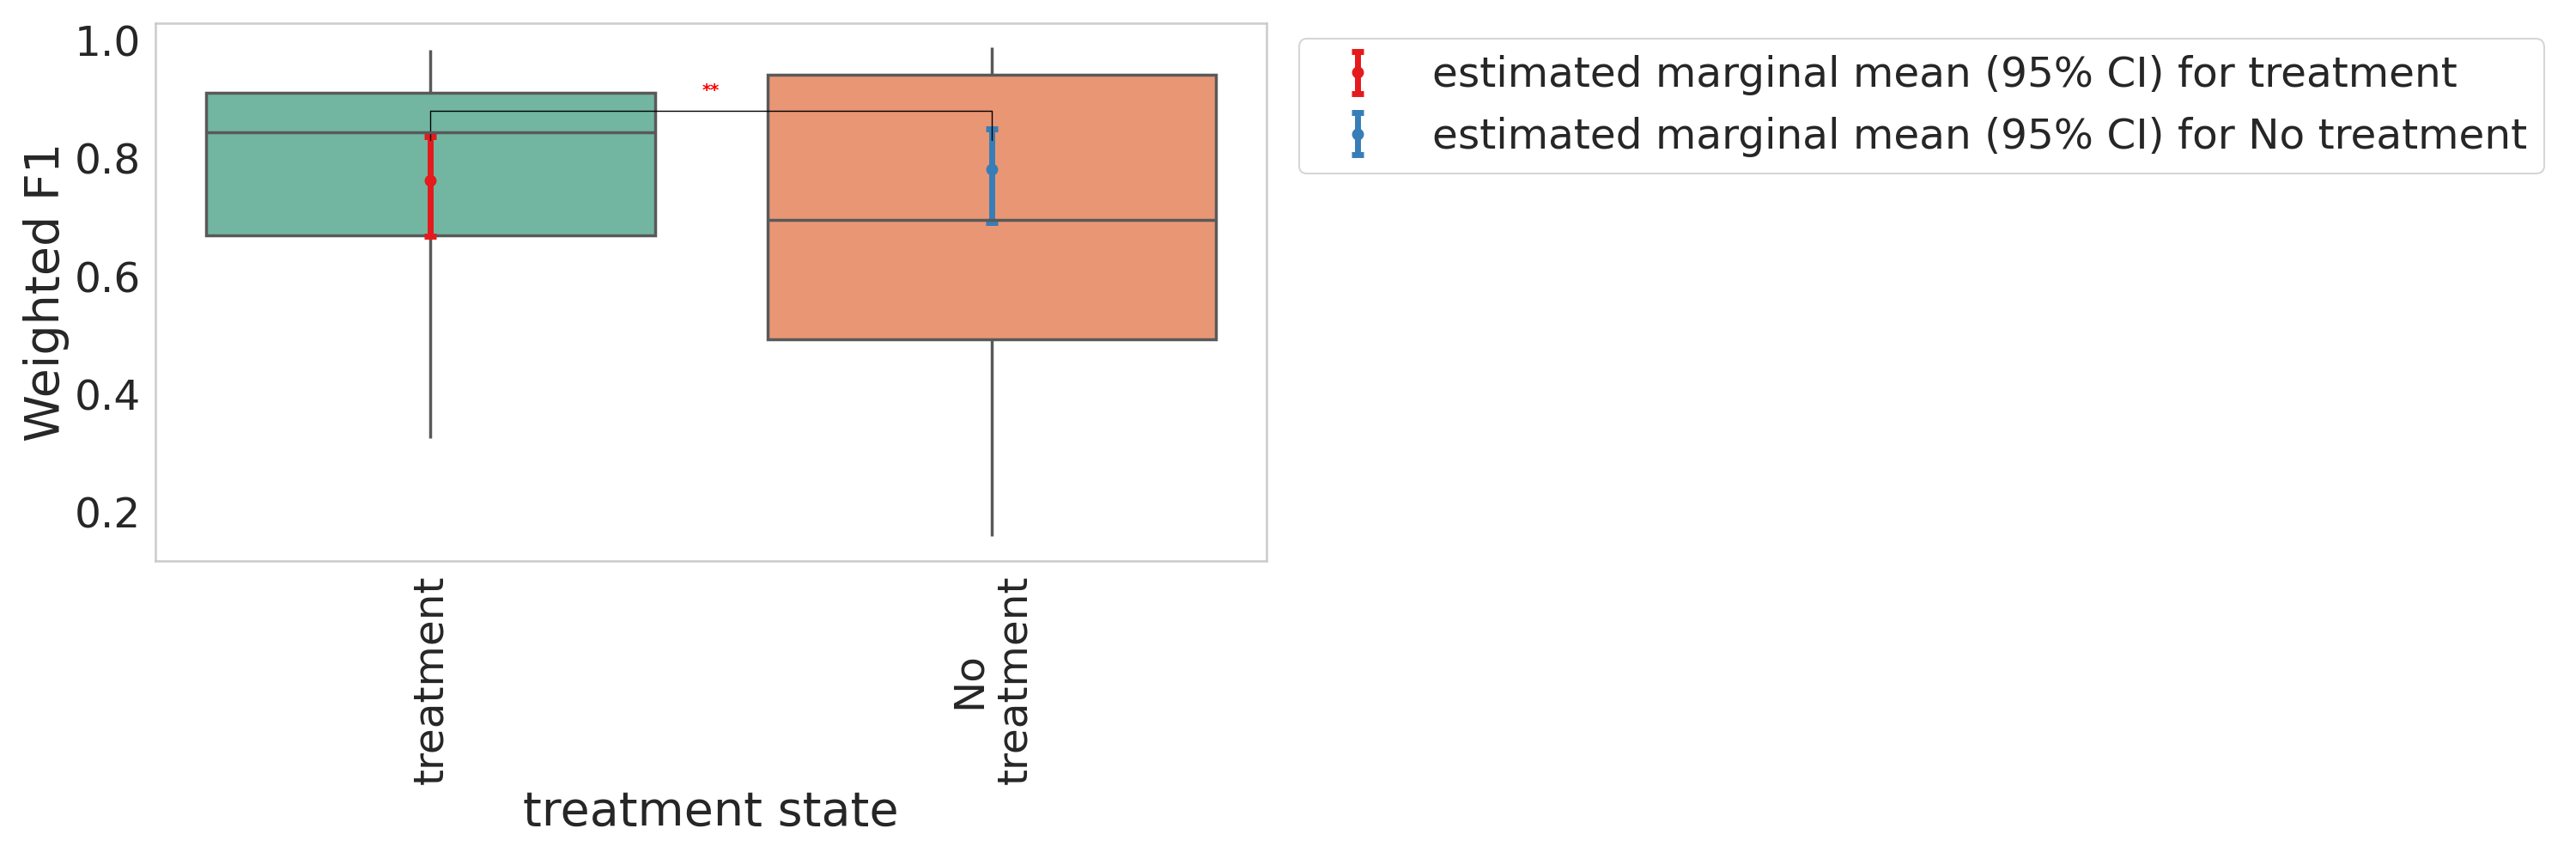 Weighted F1
1.0
0.8
0.6
0.4
0.2
**
treatment
No
treatment
treatment state
estimated marginal mean (95% CI) for treatment
estimated marginal mean (95% CI) for No treatment